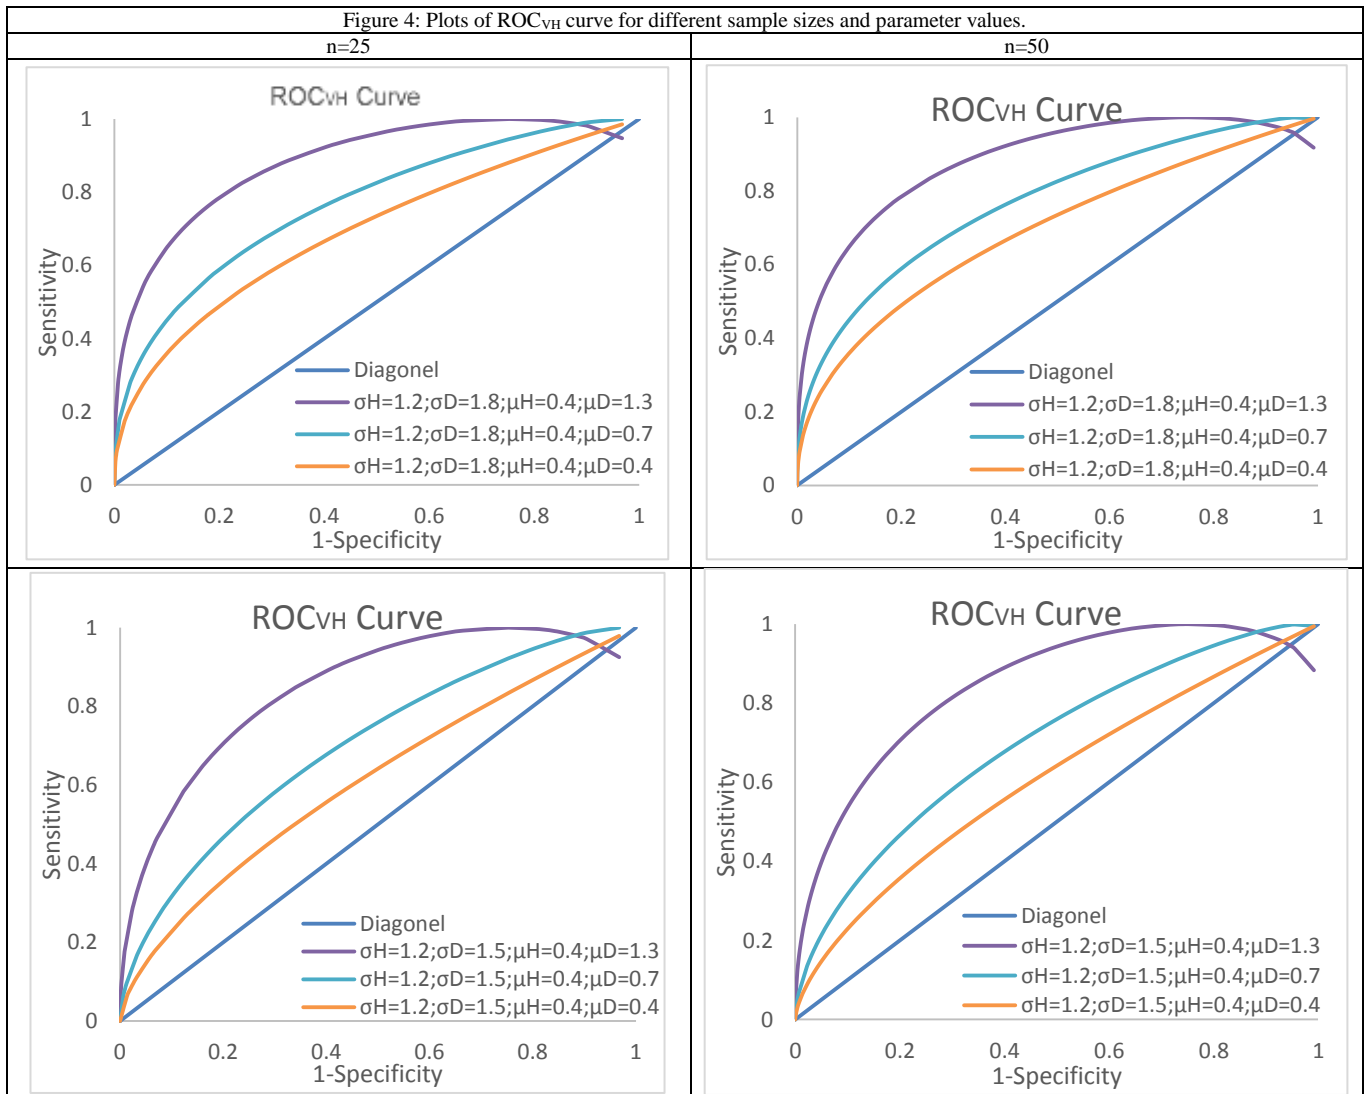 Figure 4: Plots of ROCVH curve for different sample sizes and parameter values.
n=25
n=50
ROCVH Curve
Sensitivity
1
0.8
0.6
0.4
0.2
0
Diagonel
σH=1.2;σD=1.8;μH=0.4;μD=1.3
σH=1.2;σD=1.8;μH=0.4;μD=0.7
σH=1.2;σD=1.8;μH=0.4;μD=0.4
0 0.2 0.4 0.6 0.8 1
1-Specificity
ROCVH Curve
Sensitivity
1
0.8
0.6
0.4
0.2
0
Diagonel
σH=1.2;σD=1.8;μH=0.4;μD=1.3
σH=1.2;σD=1.8;μH=0.4;μD=0.7
σH=1.2;σD=1.8;μH=0.4;μD=0.4
0 0.2 0.4 0.6 0.8 1
1-Specificity
ROCVH Curve
Sensitivity
1
0.8
0.6
0.4
0.2
0
Diagonel
σH=1.2;σD=1.5;μH=0.4;μD=1.3
σH=1.2;σD=1.5;μH=0.4;μD=0.7
σH=1.2;σD=1.5;μH=0.4;μD=0.4
0 0.2 0.4 0.6 0.8 1
1-Specificity
ROCVH Curve
Sensitivity
1
0.8
0.6
0.4
0.2
0
Diagonel
σH=1.2;σD=1.5;μH=0.4;μD=1.3
σH=1.2;σD=1.5;μH=0.4;μD=0.7
σH=1.2;σD=1.5;μH=0.4;μD=0.4
0 0.2 0.4 0.6 0.8 1
1-Specificity